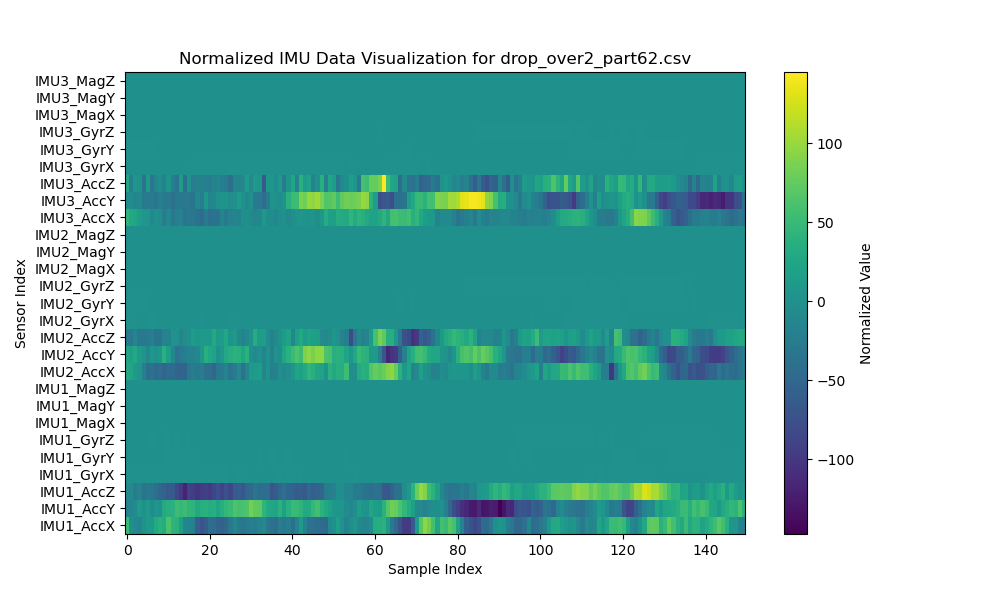 Normalized IMU Data Visualization for drop_over2_part62.csv
IMU3_MagZ
IMU3_MagY
IMU3_MagX
IMU3_GyrZ
IMU3_GyrY
IMU3_GyrX
IMU3_AccZ
IMU3_AccY
IMU3_AccX
IMU2_MagZ
IMU2_MagY
IMU2_MagX
IMU2_GyrZ
IMU2_GyrY
IMU2_GyrX
IMU2_AccZ
IMU2_AccY
IMU2_AccX
IMU1_MagZ
IMU1_MagY
IMU1_MagX
IMU1_GyrZ
IMU1_GyrY
IMU1_GyrX
IMU1_AccZ
IMU1_AccY
IMU1_AccX
Sensor Index
0 20 40 60 80 100 120 140
Sample Index
100
50
0
−50
−100
Normalized Value